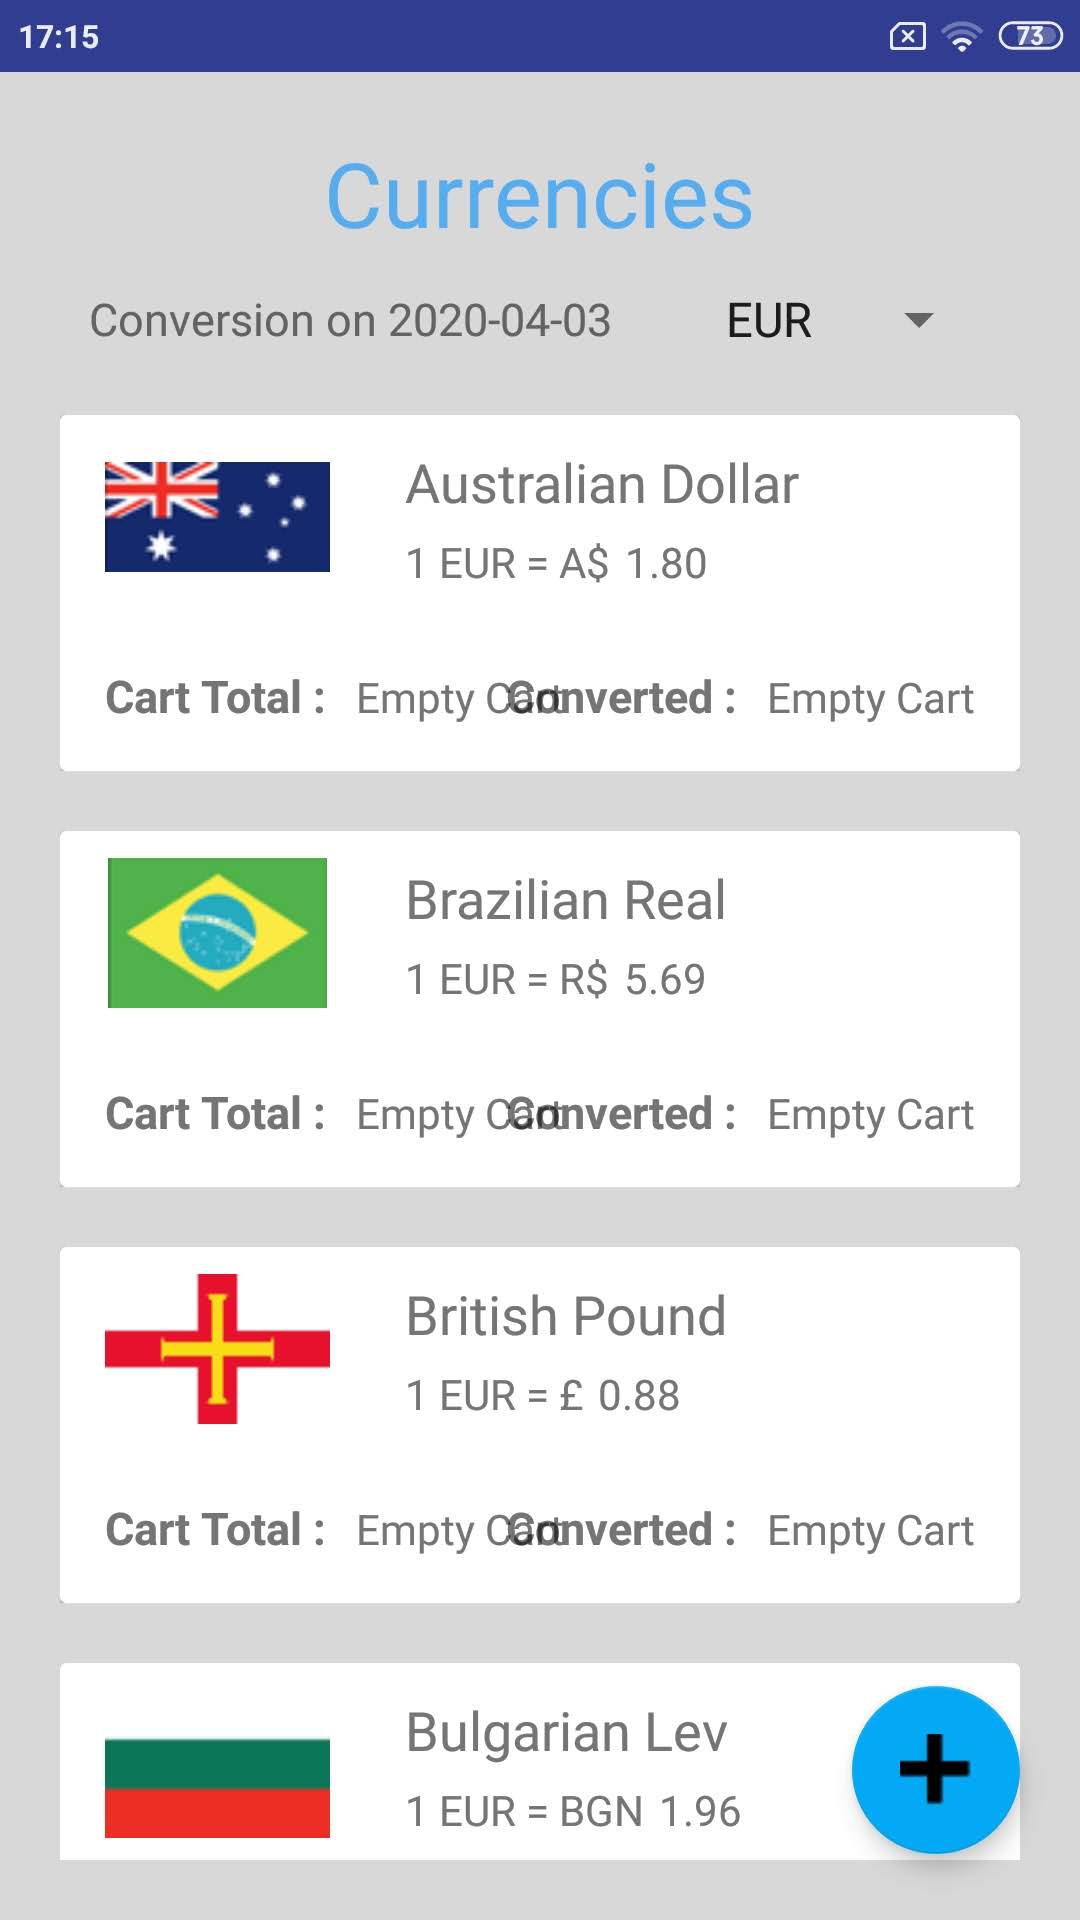 17:15 73
Currencies
Conversion on 2020-04-03 EUR
Australian Dollar
1 EUR = A$ 1.80
Cart Total : Empty Cart Converted : Empty Cart
Brazilian Real
1 EUR = R$ 5.69
Cart Total : Empty Cart Converted : Empty Cart
British Pound
1 EUR = £ 0.88
Cart Total : Empty Cart Converted : Empty Cart
Bulgarian Lev
1 EUR = BGN 1.96